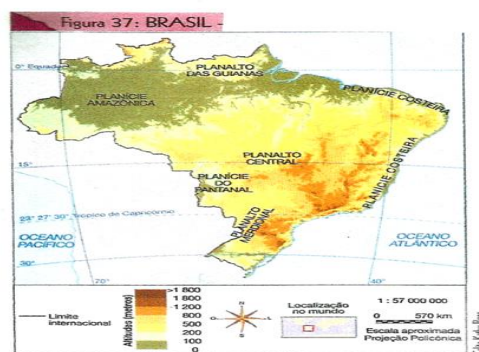 Figura 37: BRASIL -
0° Equador
PLANALTO
DAS GUIANAS
PLANÍCIE
AMAZÔNICA
PLANÍCIE COSTEIRA
15°
PLANALTO
CENTRAL
PLANÍCIE
DO
PANTANAL
PLANÍCIE COSTEIRA
23° 27' 30" Trópico de Capricórnio
PLANALTO
MERIDIONAL
OCEANO
PACÍFICO
OCEANO
ATLÂNTICO
30°
70°
40°
Limite
internacional
Altitudes (metros)
>1 800
1 800
1 200
500
200
100
0
N
S
O
L
Localização
no mundo
1 : 57 000 000
0 570 km
Escala aproximada
Projeção Policônica